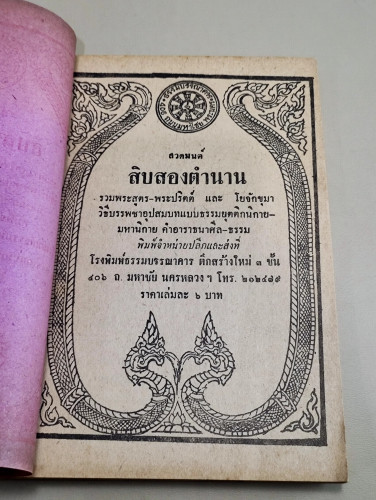 สวดมนต์
สิบสองตำนาน
รวมพระสูตร-พระปริตต์ และ โยจักขุมา
วิธีบรรพชาอุปสมบทแบบธรรมยุตติกนิกาย-
มหานิกาย คำอาราธนาศีล-ธรรม
พิมพ์จำหน่ายปลีกและส่งที่
โรงพิมพ์ธรรมบรรณาคาร ตึกสร้างใหม่ ๓ ชั้น
๔๐๖ ถ. มหาชัย นครหลวง ฯ โทร. ๒๒๒๔๘๙
ราคาเล่มละ ๖ บาท